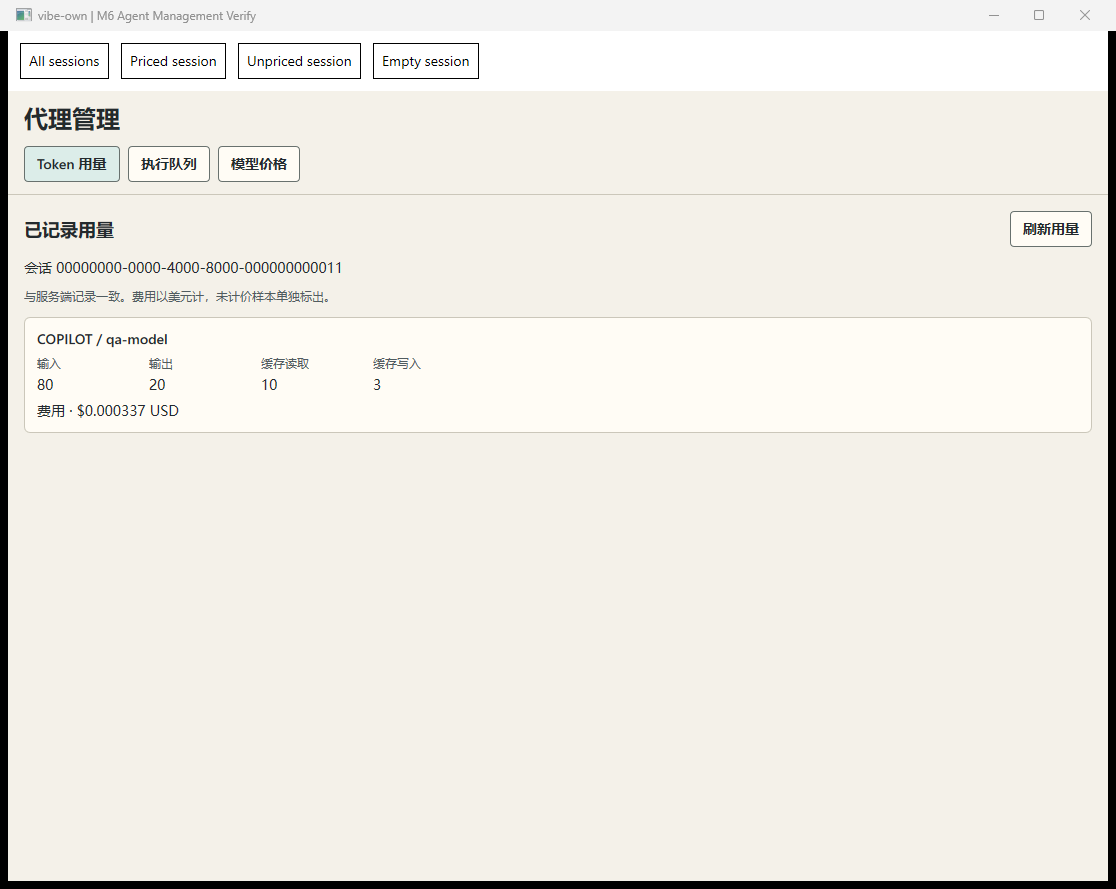 vibe-own | M6 Agent Management Verify
All sessions Priced session Unpriced session Empty session
代理管理
Token 用量 执行队列 模型价格
已记录用量 刷新用量
会话 00000000-0000-4000-8000-000000000011
与服务端记录一致。费用以美元计，未计价样本单独标出。
COPILOT / qa-model
输入 输出 缓存读取 缓存写入
80 20 10 3
费用 · $0.000337 USD